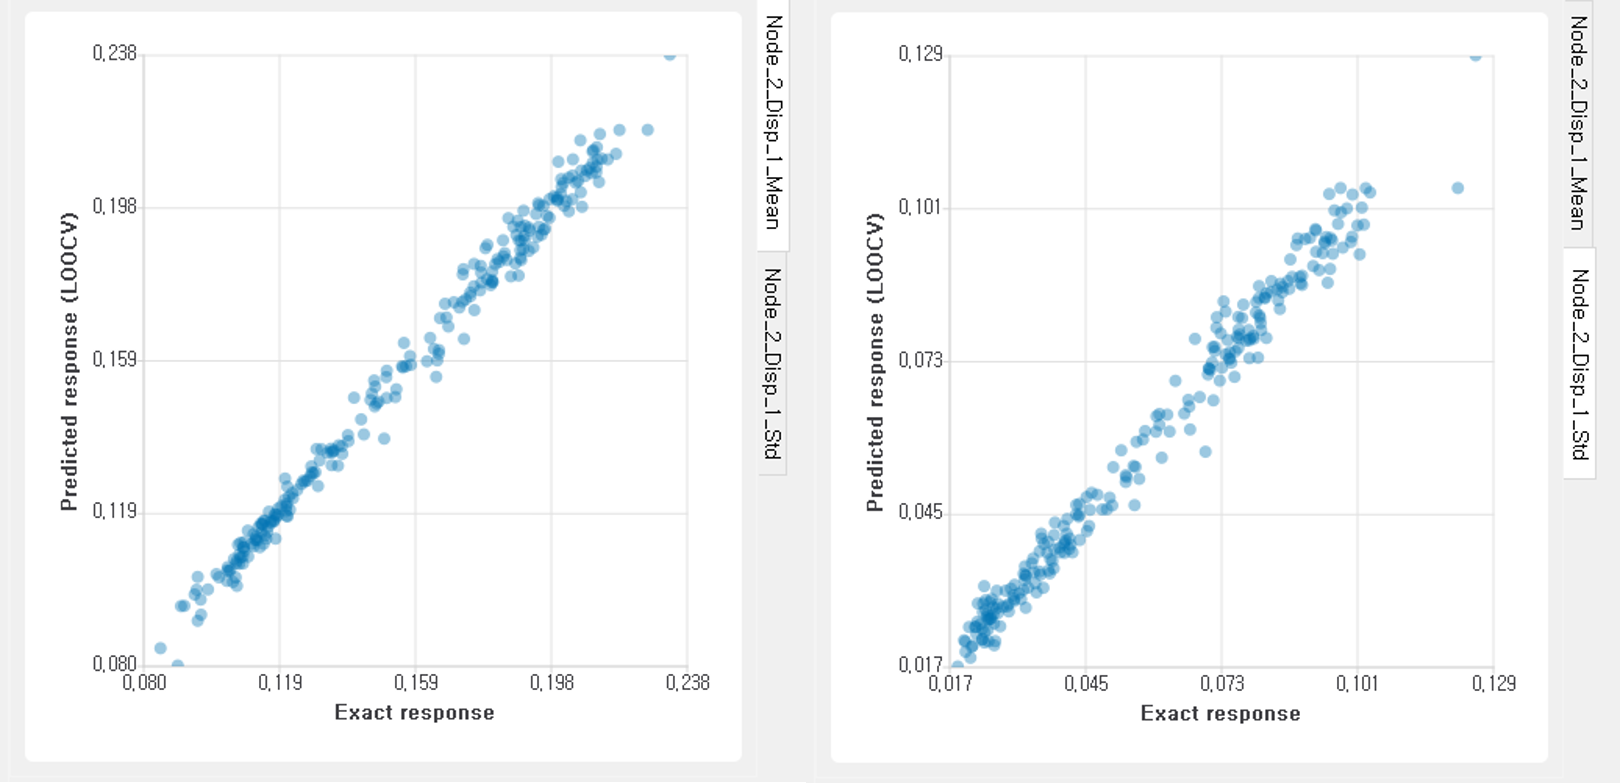 0,238
0,198
0,159
0,119
0,080
0,080 0,119 0,159 0,198 0,238
Predicted response (LOOCV)
Exact response
Node_2_Disp_1_Mean
Node_2_Disp_1_Std
0,129
0,101
0,073
0,045
0,017
0,017 0,045 0,073 0,101 0,129
Predicted response (LOOCV)
Exact response
Node_2_Disp_1_Mean
Node_2_Disp_1_Std